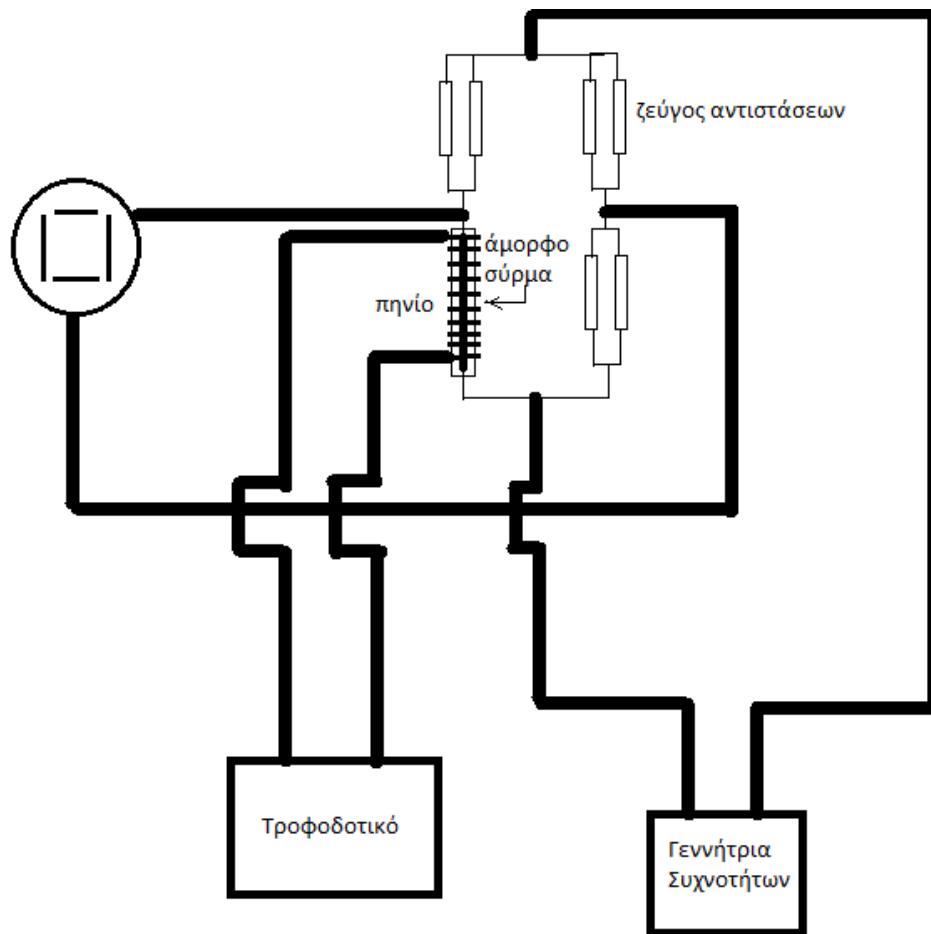 ζεύγος αντιστάσεων
άμορφο
σύρμα
πηνίο
Τροφοδοτικό
Γεννήτρια
Συχνοτήτων